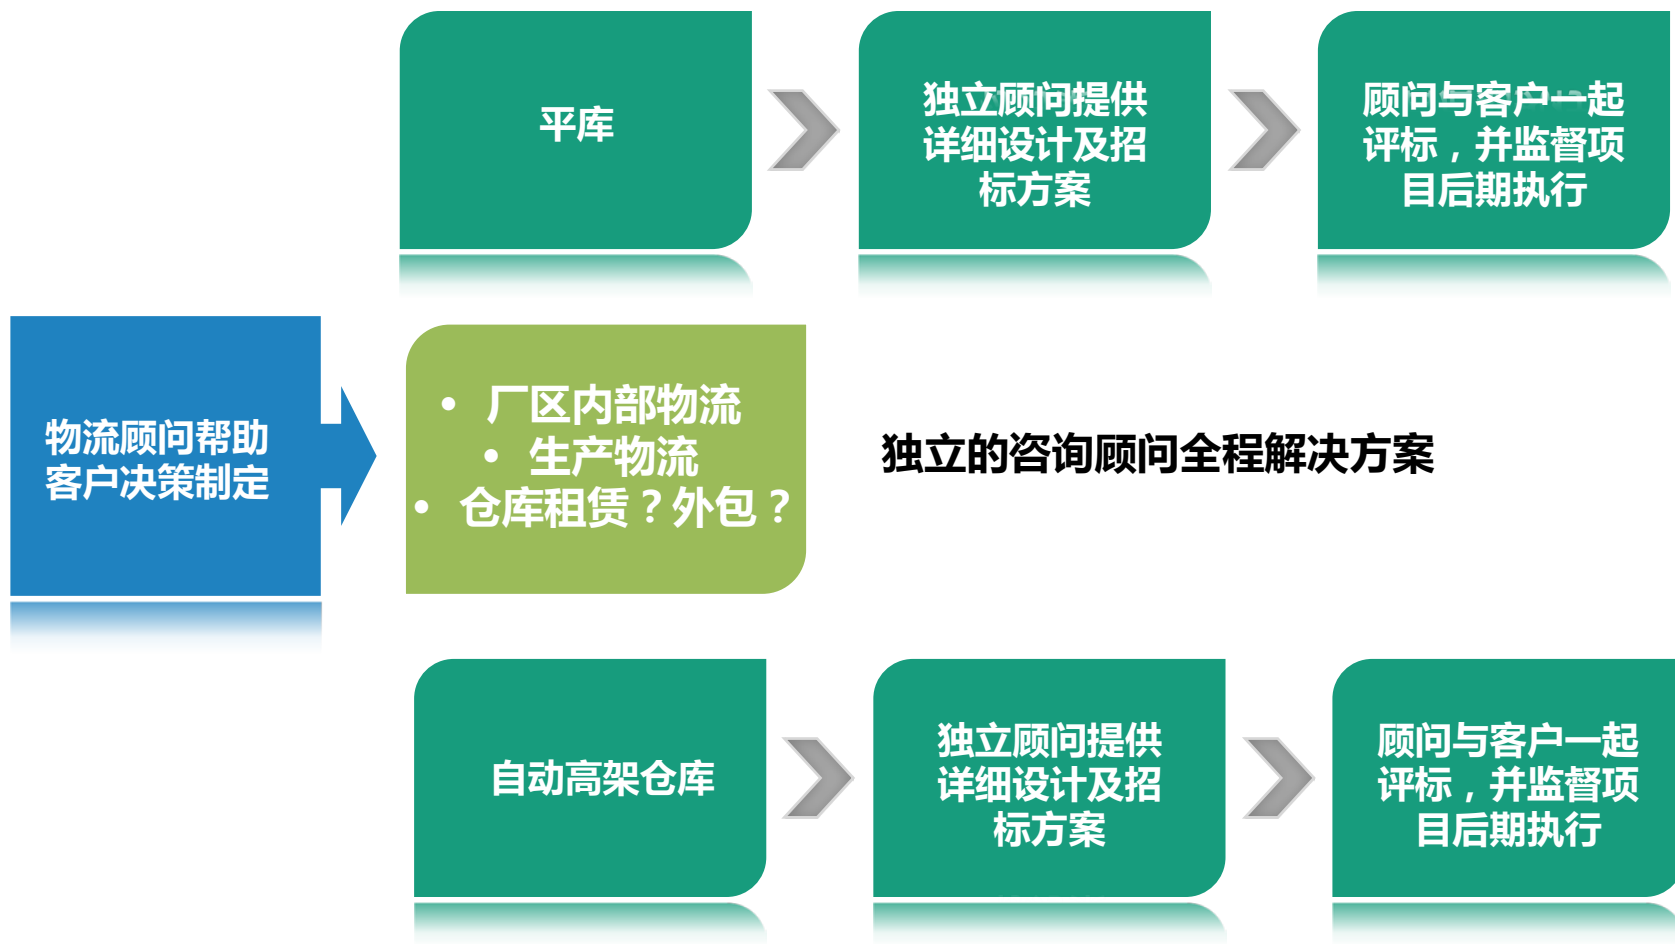 平库
独立顾问提供
详细设计及招
标方案
顾问与客户一起
评标，并监督项
目后期执行
物流顾问帮助
客户决策制定
• 厂区内部物流
• 生产物流
• 仓库租赁？外包？
独立的咨询顾问全程解决方案
自动高架仓库
独立顾问提供
详细设计及招
标方案
顾问与客户一起
评标，并监督项
目后期执行